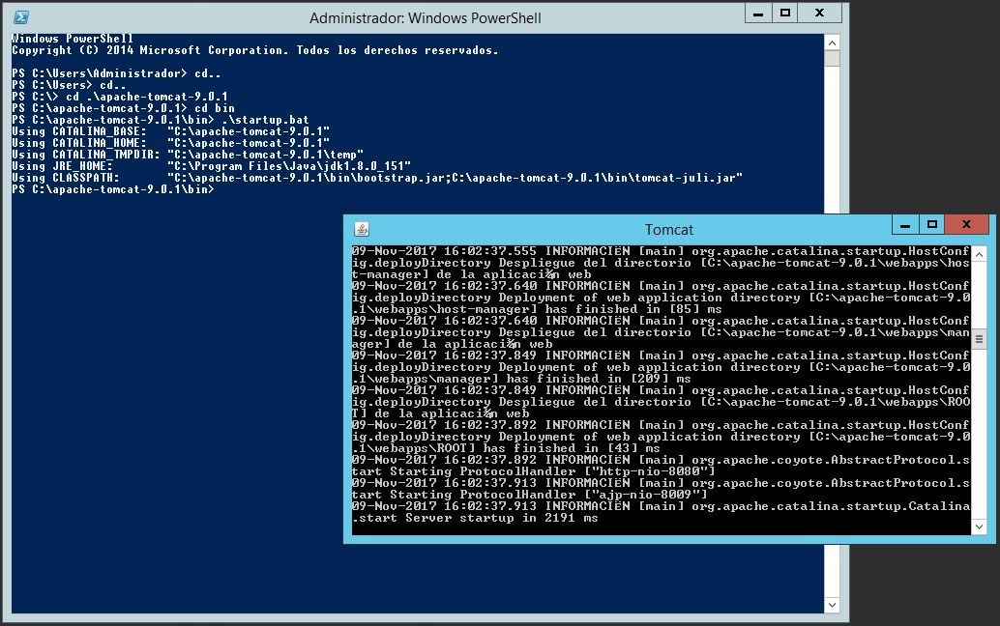 Administrador: Windows PowerShell
Windows PowerShell
Copyright (C) 2014 Microsoft Corporation. Todos los derechos reservados.
PS C:\Users\Administrador> cd..
PS C:\Users> cd..
PS C:\> cd .\apache-tomcat-9.0.1
PS C:\apache-tomcat-9.0.1> cd bin
PS C:\apache-tomcat-9.0.1\bin> .\startup.bat
Using CATALINA_BASE:   "C:\apache-tomcat-9.0.1"
Using CATALINA_HOME:   "C:\apache-tomcat-9.0.1"
Using CATALINA_TMPDIR: "C:\apache-tomcat-9.0.1\temp"
Using JRE_HOME:        "C:\Program Files\Java\jdk1.8.0_151"
Using CLASSPATH:       "C:\apache-tomcat-9.0.1\bin\bootstrap.jar;C:\apache-tomcat-9.0.1\bin\tomcat-juli.jar"
PS C:\apache-tomcat-9.0.1\bin>
Tomcat
09-Nov-2017 16:02:37.555 INFORMACIËN [main] org.apache.catalina.startup.HostConf
ig.deployDirectory Despliegue del directorio [C:\apache-tomcat-9.0.1\webapps\hos
t-manager] de la aplicaci¾n web
09-Nov-2017 16:02:37.640 INFORMACIËN [main] org.apache.catalina.startup.HostConf
ig.deployDirectory Deployment of web application directory [C:\apache-tomcat-9.0
.1\webapps\host-manager] has finished in [85] ms
09-Nov-2017 16:02:37.640 INFORMACIËN [main] org.apache.catalina.startup.HostConf
ig.deployDirectory Despliegue del directorio [C:\apache-tomcat-9.0.1\webapps\man
ager] de la aplicaci¾n web
09-Nov-2017 16:02:37.849 INFORMACIËN [main] org.apache.catalina.startup.HostConf
ig.deployDirectory Deployment of web application directory [C:\apache-tomcat-9.0
.1\webapps\manager] has finished in [209] ms
09-Nov-2017 16:02:37.849 INFORMACIËN [main] org.apache.catalina.startup.HostConf
ig.deployDirectory Despliegue del directorio [C:\apache-tomcat-9.0.1\webapps\ROO
T] de la aplicaci¾n web
09-Nov-2017 16:02:37.892 INFORMACIËN [main] org.apache.catalina.startup.HostConf
ig.deployDirectory Deployment of web application directory [C:\apache-tomcat-9.0
.1\webapps\ROOT] has finished in [43] ms
09-Nov-2017 16:02:37.892 INFORMACIËN [main] org.apache.coyote.AbstractProtocol.s
tart Starting ProtocolHandler ["http-nio-8080"]
09-Nov-2017 16:02:37.913 INFORMACIËN [main] org.apache.coyote.AbstractProtocol.s
tart Starting ProtocolHandler ["ajp-nio-8009"]
09-Nov-2017 16:02:37.913 INFORMACIËN [main] org.apache.catalina.startup.Catalina
.start Server startup in 2191 ms